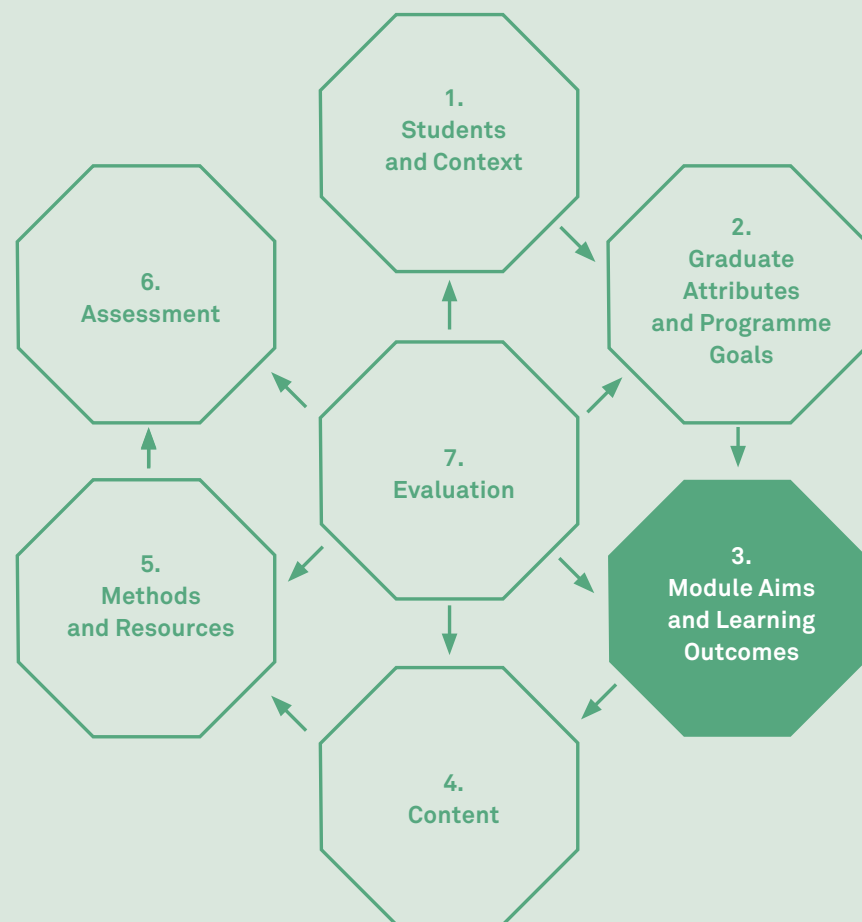 1.
Students
and Context
2.
Graduate
Attributes
and Programme
Goals
3.
Module Aims
and Learning
Outcomes
4.
Content
5.
Methods
and Resources
6.
Assessment
7.
Evaluation